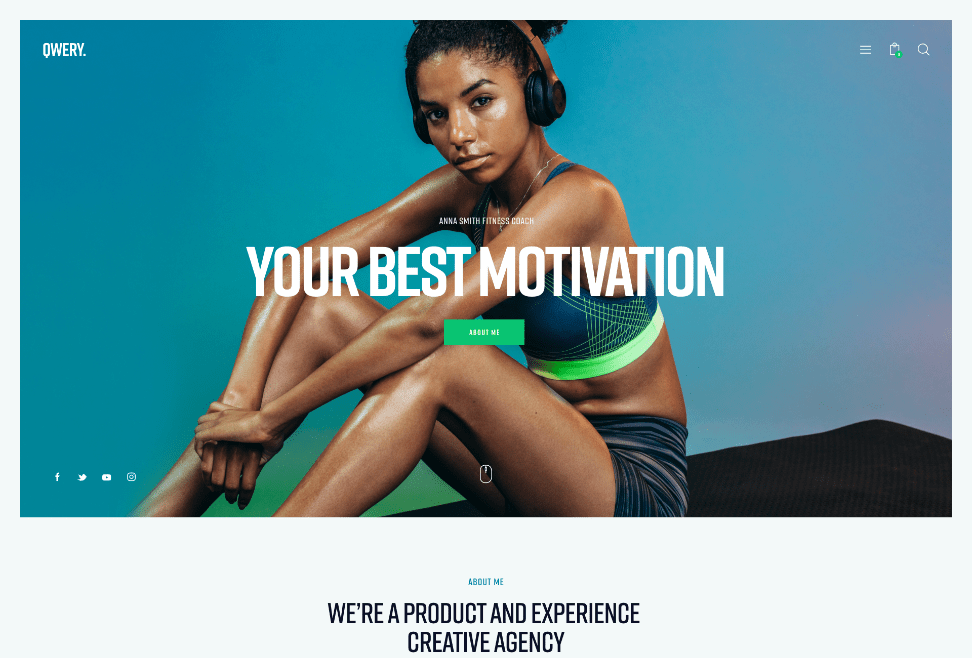 QWERY.
ANNA SMITH FITNESS COACH
YOUR BEST MOTIVATION
ABOUT ME
ABOUT ME
WE'RE A PRODUCT AND EXPERIENCE
CREATIVE AGENCY